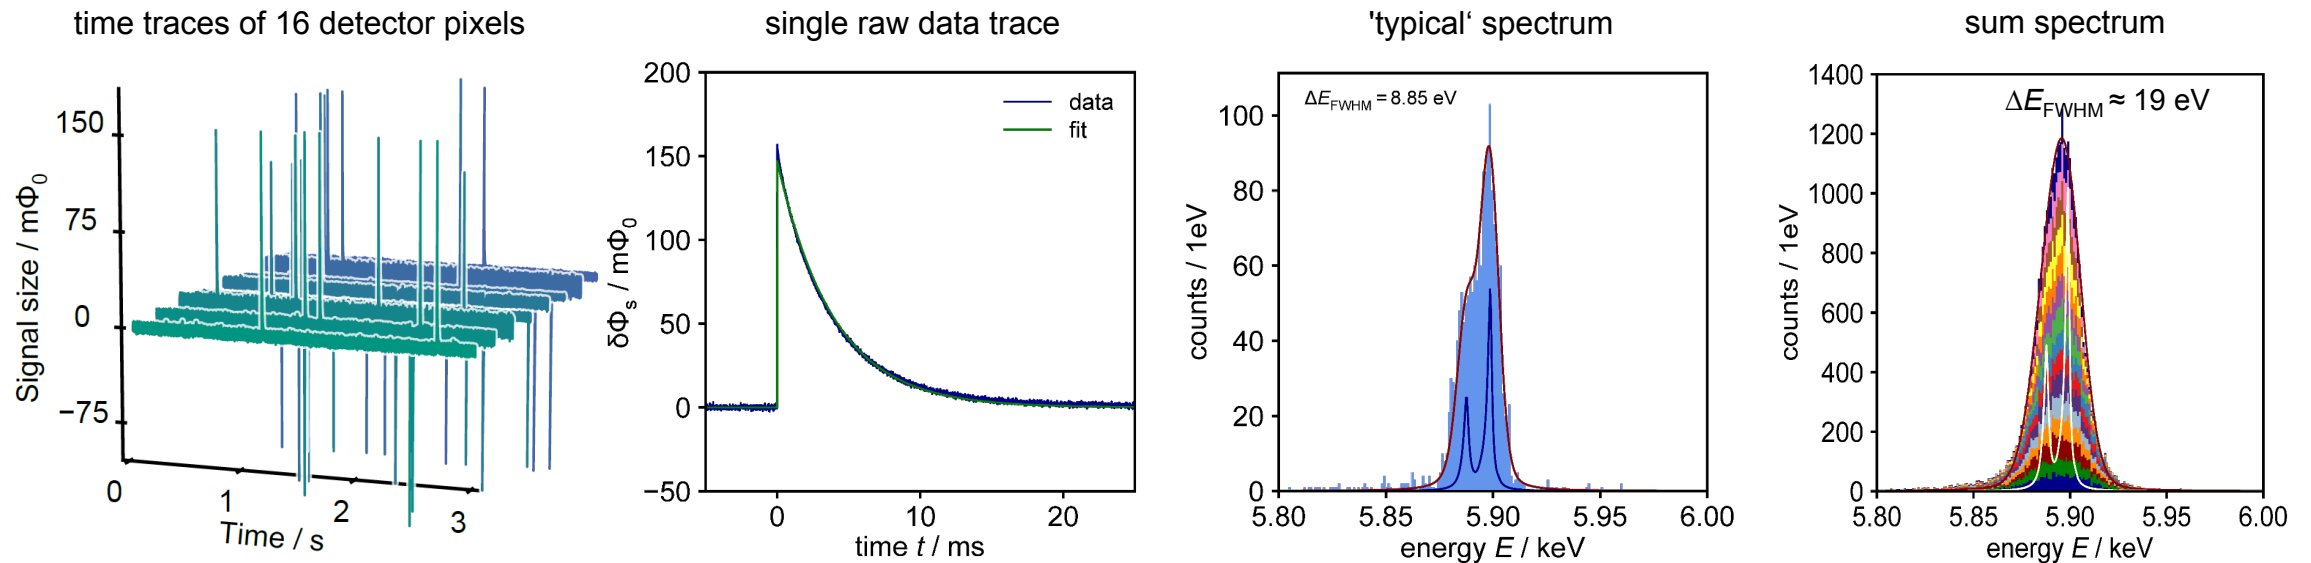 time traces of 16 detector pixels
Signal size / mΦ0
150
75
0
−75
0
1
2
3
Time / s
single raw data trace
δΦs / mΦ0
200
150
100
50
0
−50
data
fit
0
10
20
time t / ms
'typical‘ spectrum
counts / 1eV
100
80
60
40
20
0
ΔEFWHM = 8.85 eV
5.80
5.85
5.90
5.95
6.00
energy E / keV
sum spectrum
counts / 1eV
1400
1200
1000
800
600
400
200
0
ΔEFWHM ≈ 19 eV
5.80
5.85
5.90
5.95
6.00
energy E / keV